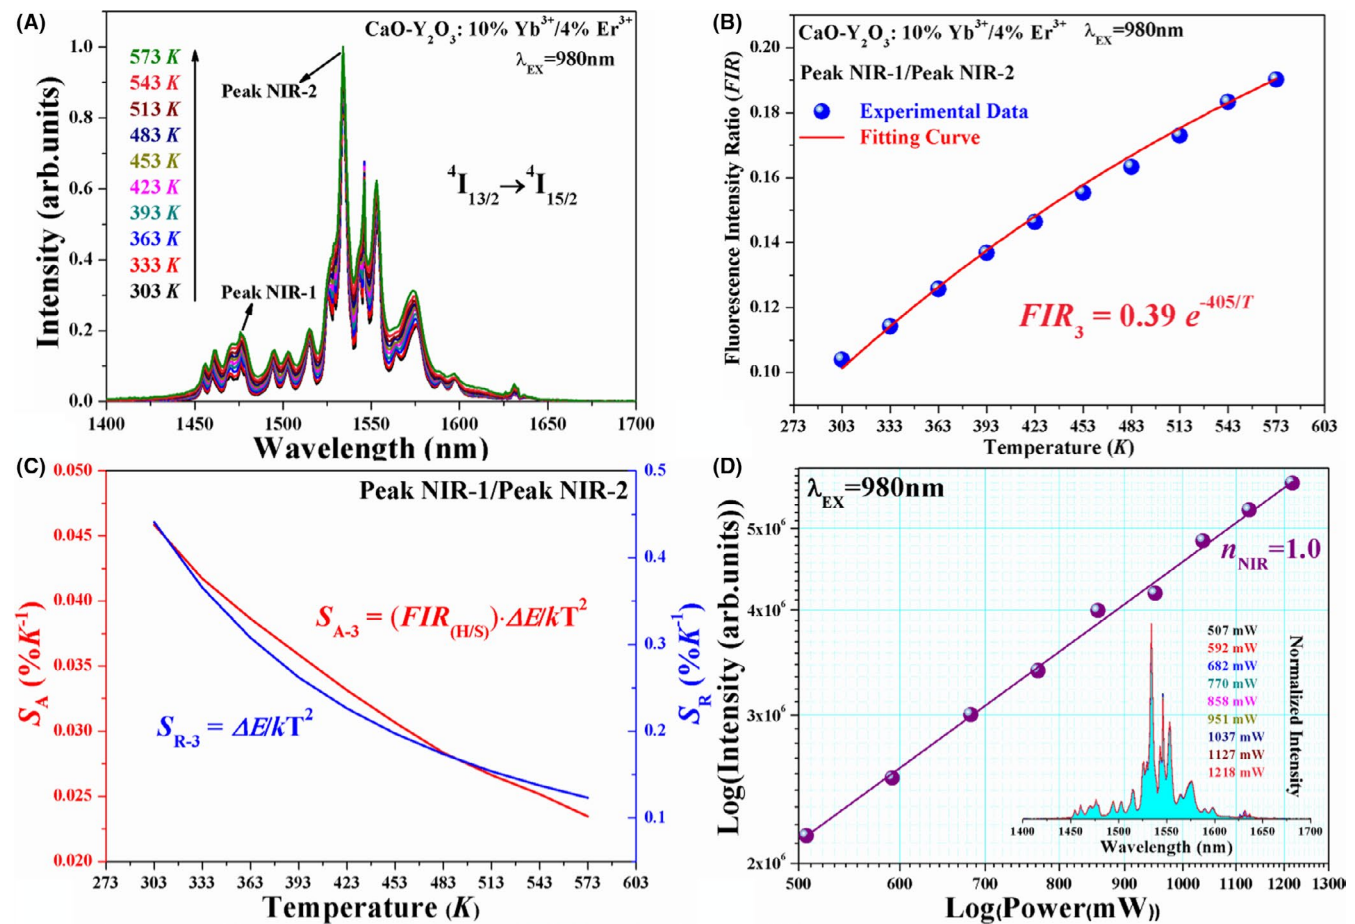 (A)
CaO-Y₂O₃: 10% Yb³⁺/4% Er³⁺
λEX=980nm
573 K
543 K
513 K
483 K
453 K
423 K
393 K
363 K
333 K
303 K
Peak NIR-2
Peak NIR-1
⁴I₁₃/₂→⁴I₁₅/₂
1.0
0.8
0.6
0.4
0.2
0.0
Intensity (arb.units)
1400 1450 1500 1550 1600 1650 1700
Wavelength (nm)
(B)
CaO-Y₂O₃: 10% Yb³⁺/4% Er³⁺ λEX=980nm
Peak NIR-1/Peak NIR-2
Experimental Data
Fitting Curve
FIR₃ = 0.39 e^-405/T
0.20
0.18
0.16
0.14
0.12
0.10
Fluorescence Intensity Ratio (FIR)
273 303 333 363 393 423 453 483 513 543 573 603
Temperature (K)
(C)
Peak NIR-1/Peak NIR-2
SA-3 = (FIR(H/S))·ΔE/kT²
SR-3 = ΔE/kT²
0.050
0.045
0.040
0.035
0.030
0.025
0.020
SA (%K⁻¹)
0.5
0.4
0.3
0.2
0.1
SR (%K⁻¹)
273 303 333 363 393 423 453 483 513 543 573 603
Temperature (K)
(D)
λEX=980nm
nNIR=1.0
5x10⁶
4x10⁶
3x10⁶
2x10⁶
Log(Intensity (arb.units))
507 mW
592 mW
682 mW
770 mW
858 mW
951 mW
1037 mW
1127 mW
1218 mW
Normalized Intensity
1400 1450 1500 1550 1600 1650 1700
Wavelength (nm)
500 600 700 800 900 1000 1100 1200 1300
Log(Power(mW))